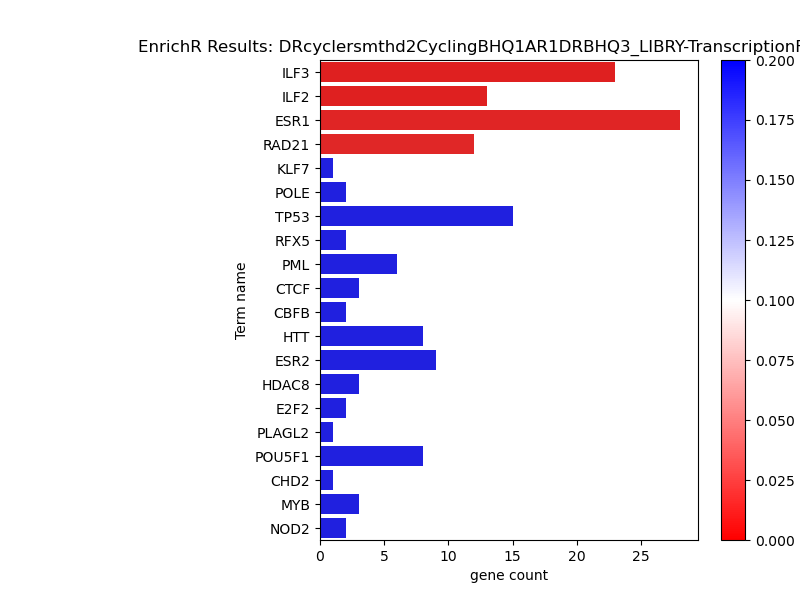 EnrichR Results: DRcyclersmthd2CyclingBHQ1AR1DRBHQ3_LIBRY-Transcription
ILF3
ILF2
ESR1
RAD21
KLF7
POLE
TP53
RFX5
PML
CTCF
CBFB
HTT
ESR2
HDAC8
E2F2
PLAGL2
POU5F1
CHD2
MYB
NOD2
Term name
0 5 10 15 20 25
gene count
0.200
0.175
0.150
0.125
0.100
0.075
0.050
0.025
0.000